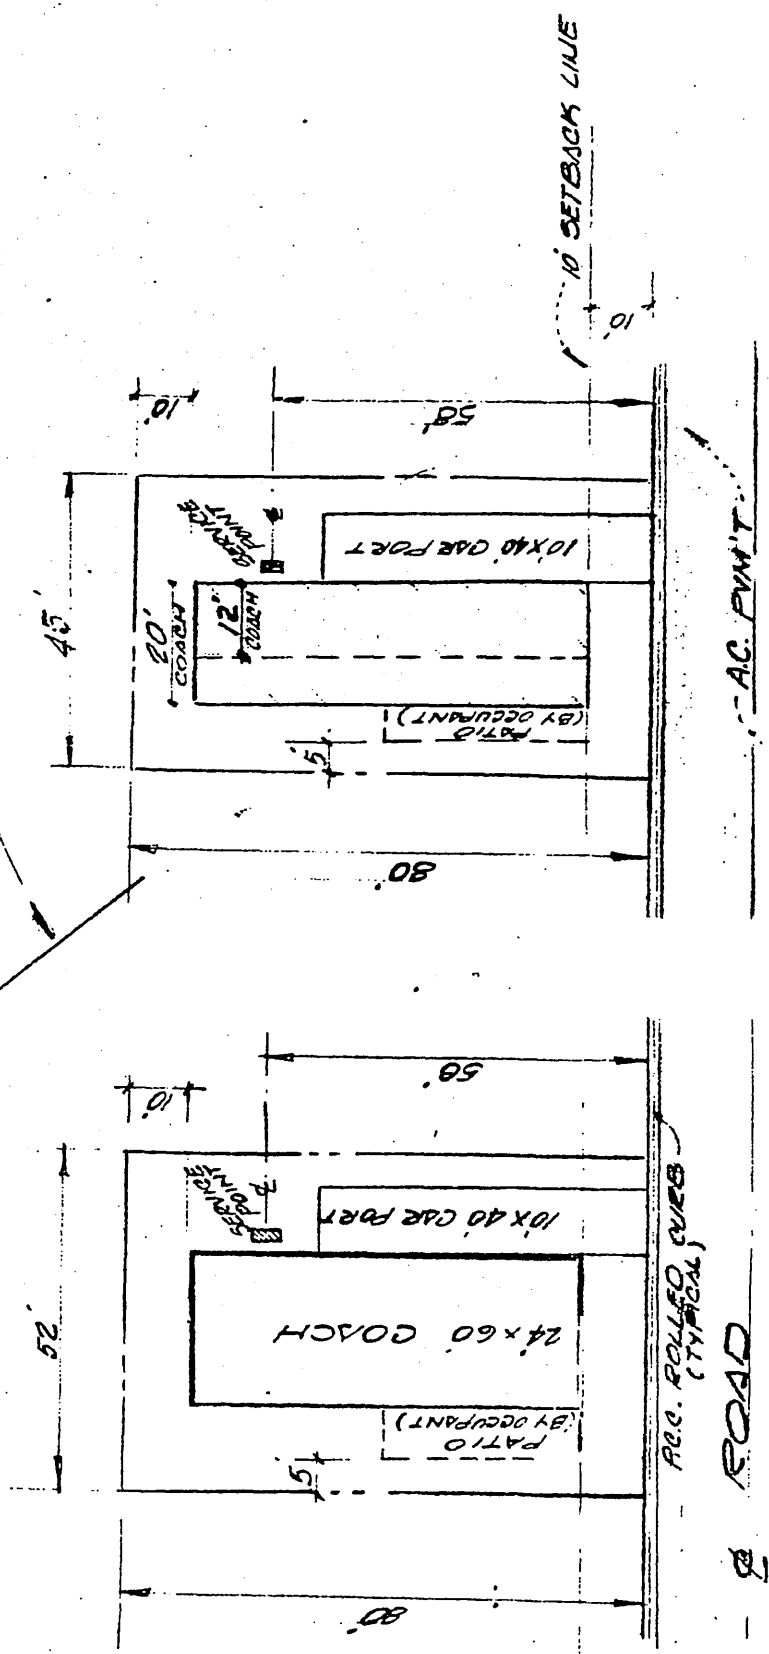 10' SETBACK LINE
10'
10'
58'
45'
SERVICE
POINT
10'X40' CAR PORT
20'
COACH
12"
COACH
PATIO
(BY OCCUPANT)
5'
80'
A.C. PVM'T
10'
58'
52'
SERVICE
POINT
10'X40' CAR PORT
24'X60' COACH
PATIO
(BY OCCUPANT)
5'
80'
P.C.C. ROLLED CURB
(TYPICAL)
℄ ROAD